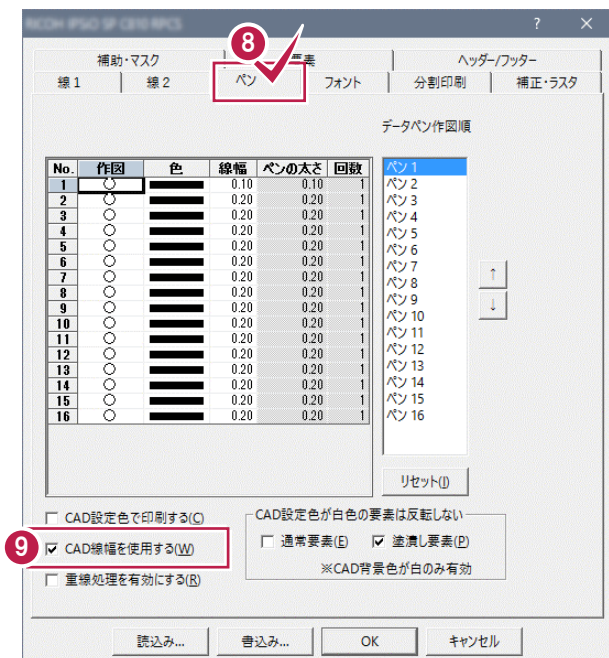 RICOH IPSiO SP C810 RPCS ? ×
8
補助・マスク 要素 ヘッダー/フッター
線1 線2 ペン フォント 分割印刷 補正・ラスタ
データペン作図順
No. 作図 色 線幅 ペンの太さ 回数
1 ○ 0.10 0.10 1
2 ○ 0.20 0.20 1
3 ○ 0.20 0.20 1
4 ○ 0.20 0.20 1
5 ○ 0.20 0.20 1
6 ○ 0.20 0.20 1
7 ○ 0.20 0.20 1
8 ○ 0.20 0.20 1
9 ○ 0.20 0.20 1
10 ○ 0.20 0.20 1
11 ○ 0.20 0.20 1
12 ○ 0.20 0.20 1
13 ○ 0.20 0.20 1
14 ○ 0.20 0.20 1
15 ○ 0.20 0.20 1
16 ○ 0.20 0.20 1
ペン 1
ペン 2
ペン 3
ペン 4
ペン 5
ペン 6
ペン 7
ペン 8
ペン 9
ペン 10
ペン 11
ペン 12
ペン 13
ペン 14
ペン 15
ペン 16
↑
↓
リセット(I)
CAD設定色で印刷する(C)
9 CAD線幅を使用する(W)
重線処理を有効にする(R)
CAD設定色が白色の要素は反転しない
通常要素(E) 塗潰し要素(P)
※CAD背景色が白のみ有効
読込み... 書込み... OK キャンセル